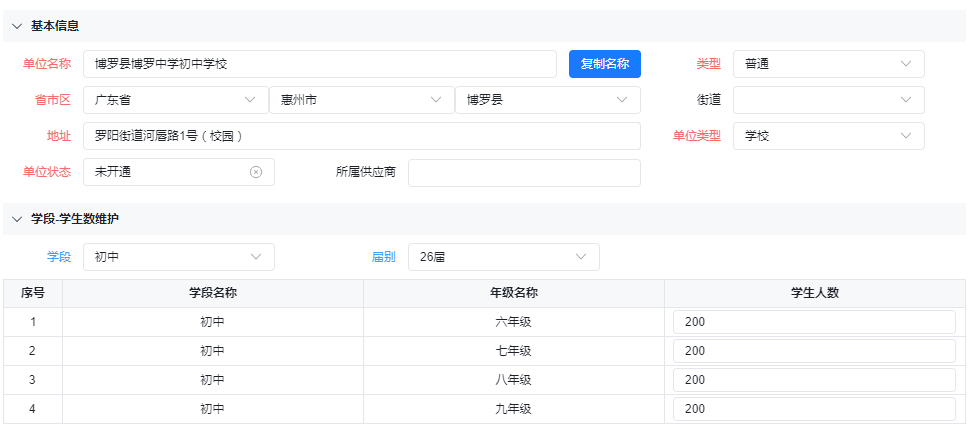 基本信息
单位名称 博罗县博罗中学初中学校 复制名称 类型 普通
省市区 广东省 惠州市 博罗县 街道
地址 罗阳街道河唇路1号（校园） 单位类型 学校
单位状态 未开通 所属供应商
学段-学生数维护
学段 初中 届别 26届
序号 学段名称 年级名称 学生人数
1 初中 六年级 200
2 初中 七年级 200
3 初中 八年级 200
4 初中 九年级 200